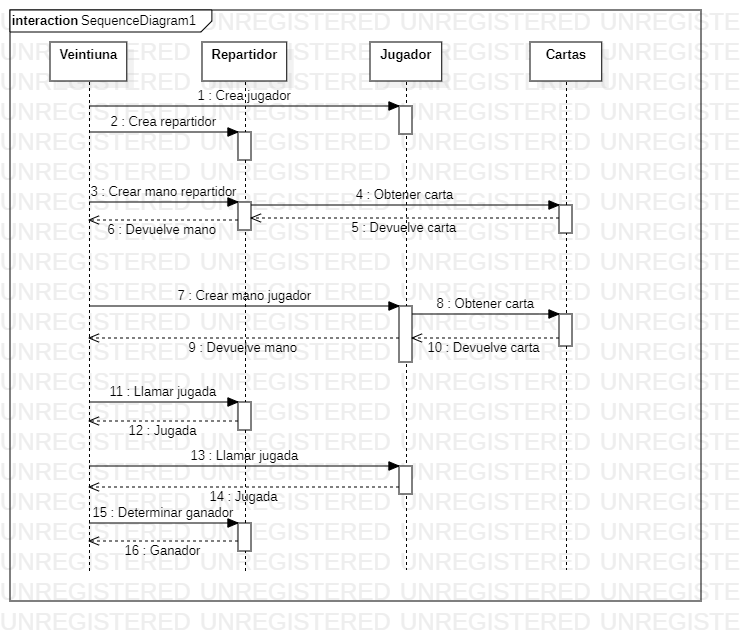 interaction SequenceDiagram1
Veintiuna
Repartidor
Jugador
Cartas
1 : Crea jugador
2 : Crea repartidor
3 : Crear mano repartidor
4 : Obtener carta
5 : Devuelve carta
6 : Devuelve mano
7 : Crear mano jugador
8 : Obtener carta
9 : Devuelve mano
10 : Devuelve carta
11 : Llamar jugada
12 : Jugada
13 : Llamar jugada
14 : Jugada
15 : Determinar ganador
16 : Ganador
UNREGISTERED